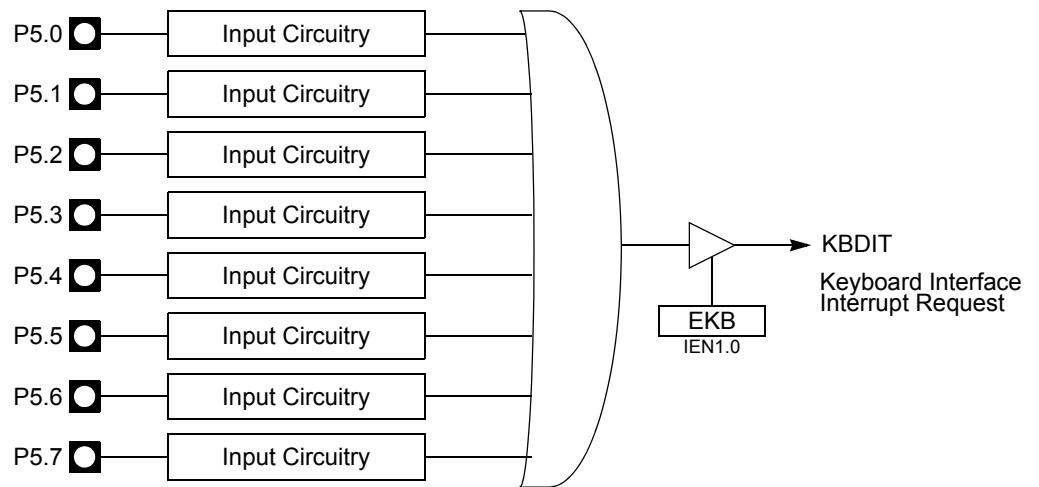 P5.0 Input Circuitry
P5.1 Input Circuitry
P5.2 Input Circuitry
P5.3 Input Circuitry
P5.4 Input Circuitry
P5.5 Input Circuitry
P5.6 Input Circuitry
P5.7 Input Circuitry
KBDIT
Keyboard Interface
Interrupt Request
EKB
IEN1.0